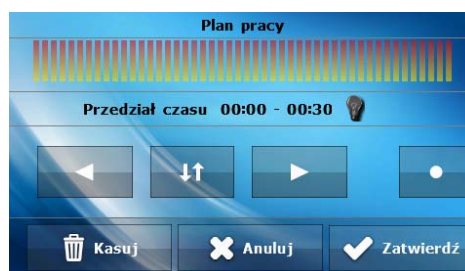 Plan pracy
Przedział czasu 00:00 - 00:30
Kasuj Anuluj Zatwierdź